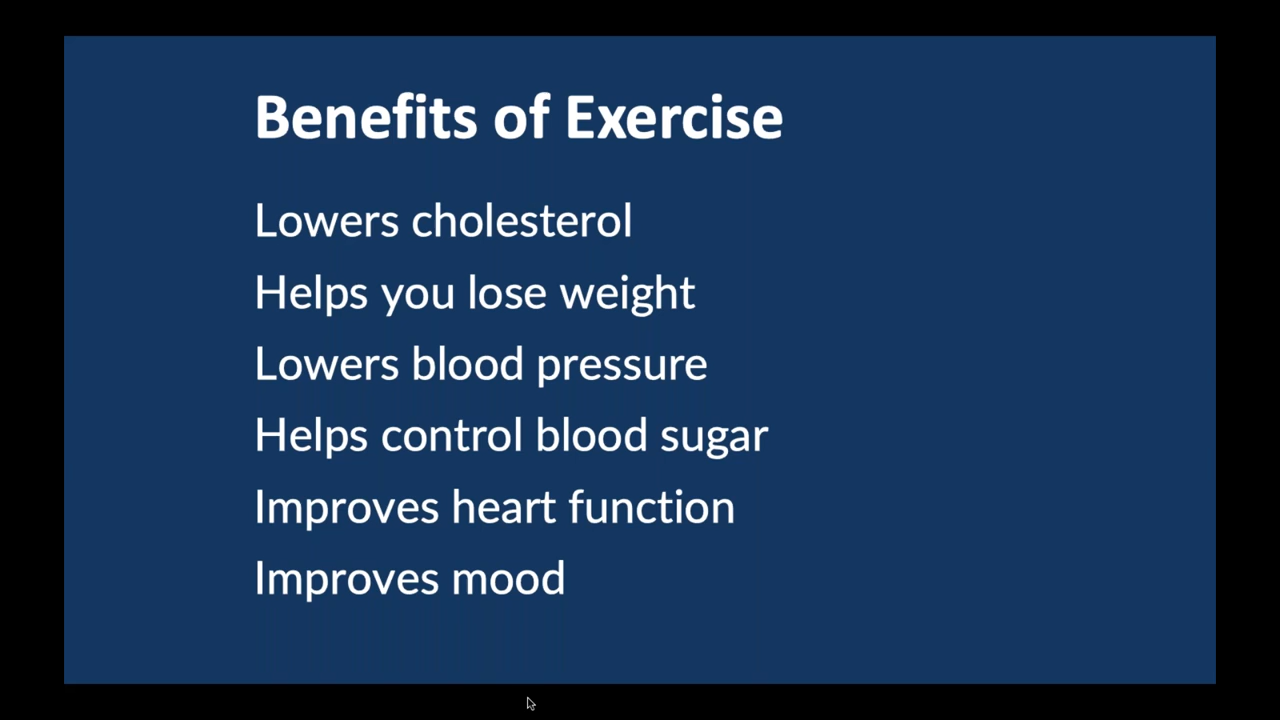 Benefits of Exercise
Lowers cholesterol
Helps you lose weight
Lowers blood pressure
Helps control blood sugar
Improves heart function
Improves mood